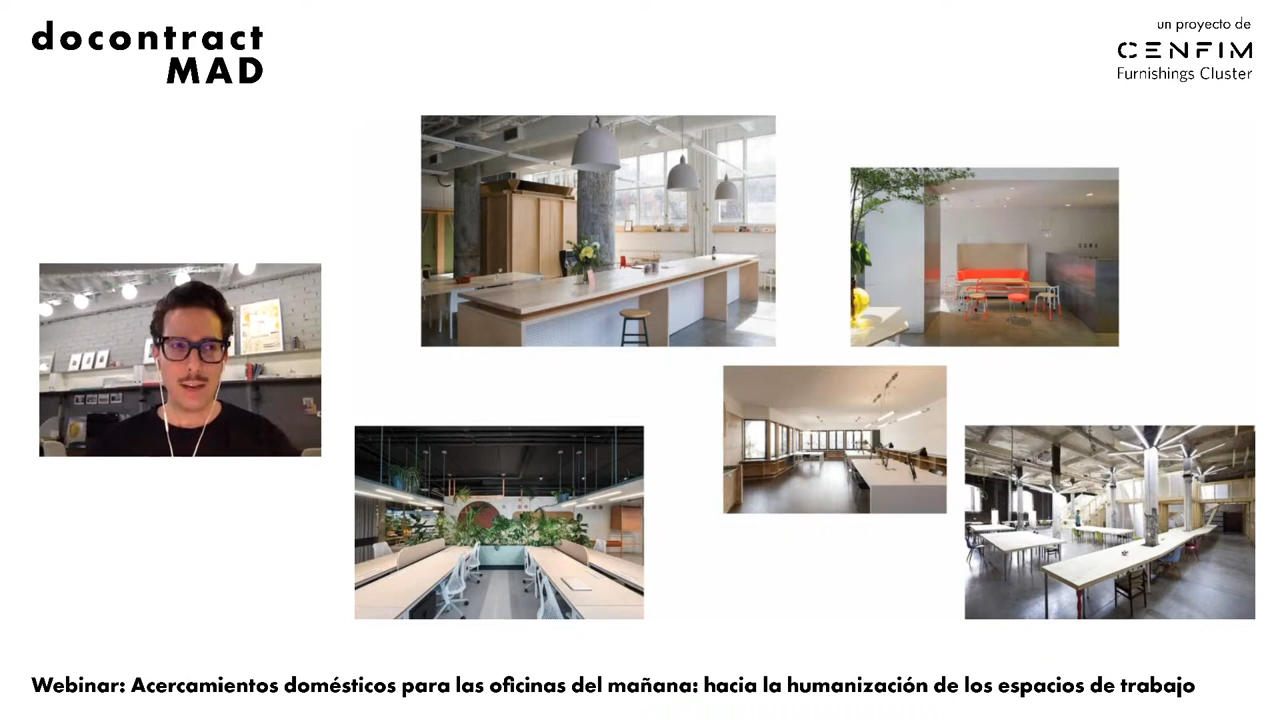 docontract
MAD
un proyecto de
CENFIM
Furnishings Cluster
Webinar: Acercamientos domésticos para las oficinas del mañana: hacia la humanización de los espacios de trabajo